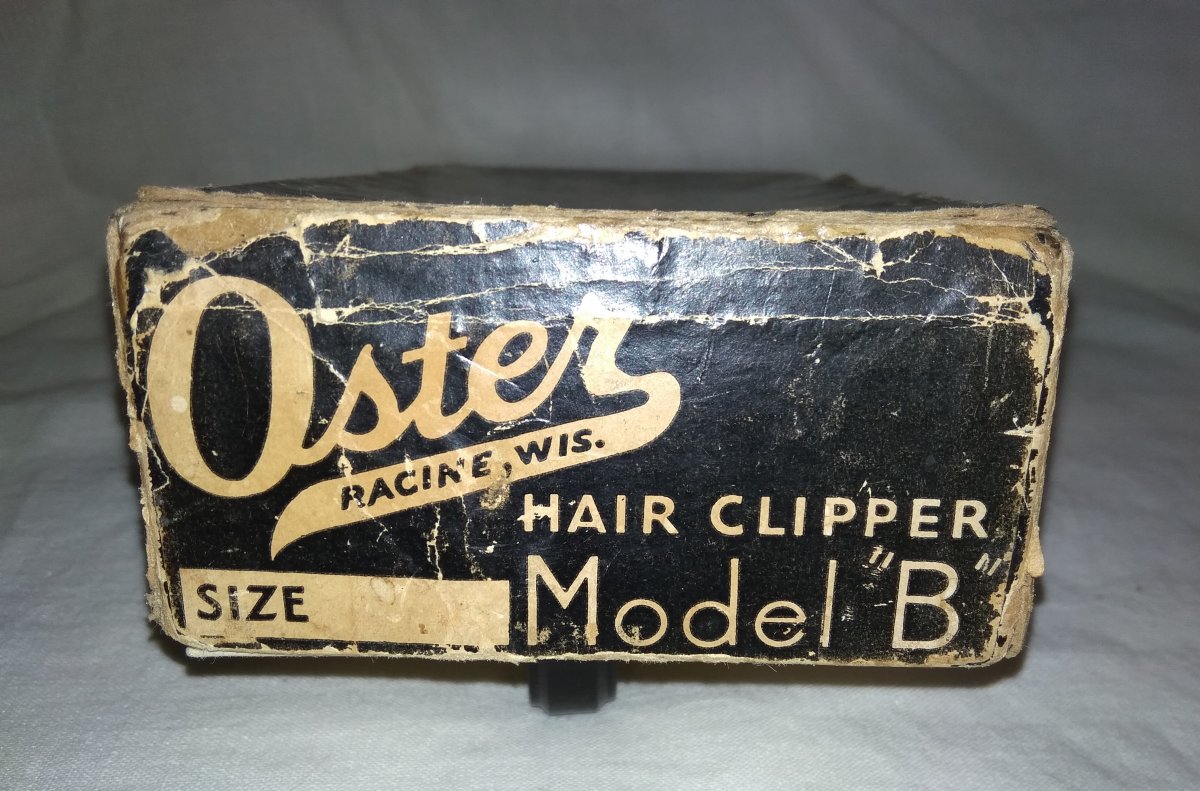 Oster
RACINE, WIS.
HAIR CLIPPER
SIZE
Model "B"